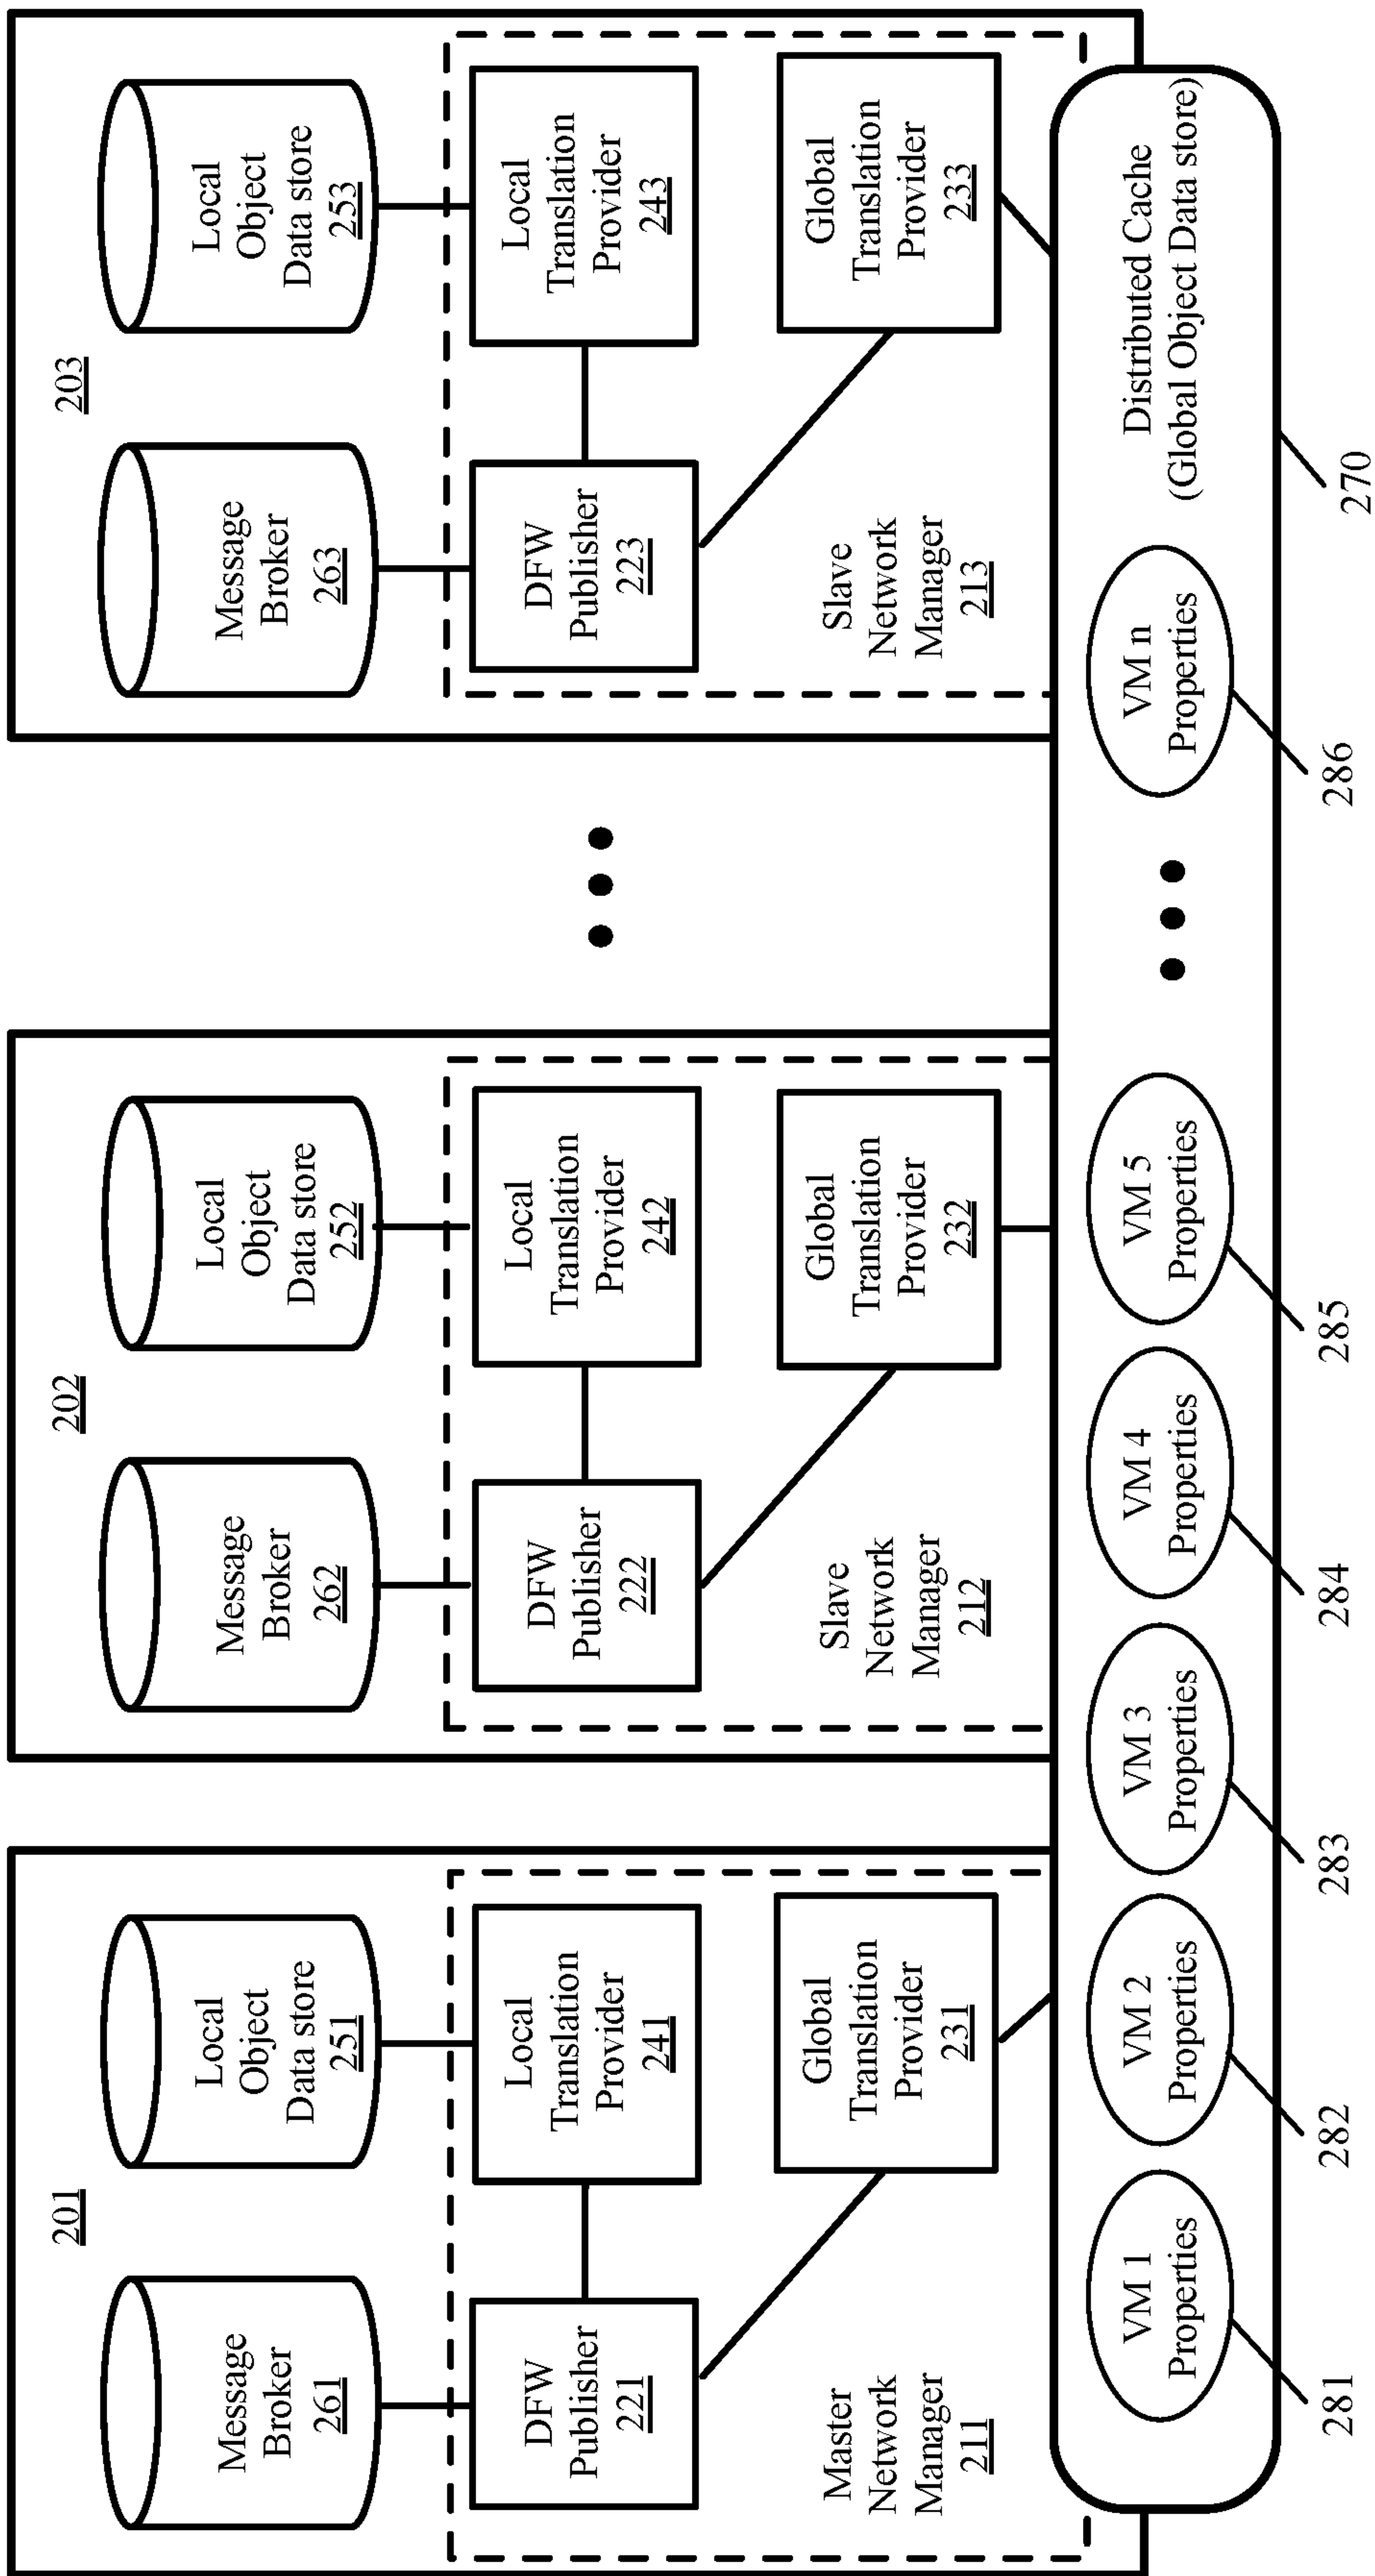 201
Message
Broker
261
Local
Object
Data store
251
DFW
Publisher
221
Local
Translation
Provider
241
Master
Network
Manager
211
Global
Translation
Provider
231
202
Message
Broker
262
Local
Object
Data store
252
DFW
Publisher
222
Local
Translation
Provider
242
Slave
Network
Manager
212
Global
Translation
Provider
232
203
Message
Broker
263
Local
Object
Data store
253
DFW
Publisher
223
Local
Translation
Provider
243
Slave
Network
Manager
213
Global
Translation
Provider
233
VM 1
Properties
VM 2
Properties
VM 3
Properties
VM 4
Properties
VM 5
Properties
VM n
Properties
Distributed Cache
(Global Object Data store)
281
282
283
284
285
286
270